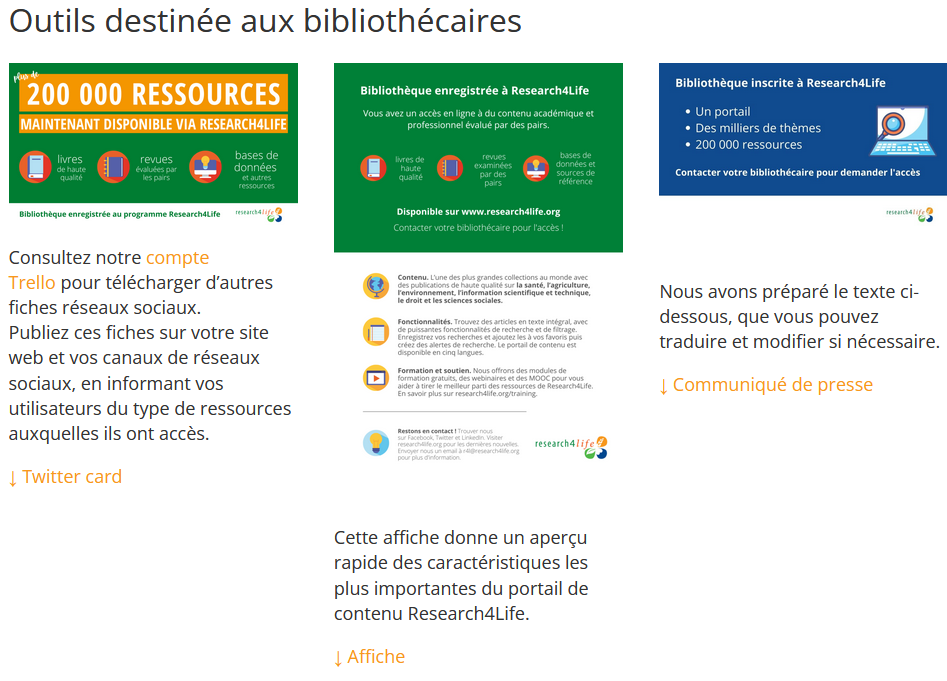 Outils destinée aux bibliothécaires
plus de
200 000 RESSOURCES
MAINTENANT DISPONIBLE VIA RESEARCH4LIFE
livres
de haute
qualité
revues
évaluées par
les pairs
bases de
données
et autres
ressources
Bibliothèque enregistrée au programme Research4Life
research4life
Consultez notre compte
Trello pour télécharger d’autres
fiches réseaux sociaux.
Publiez ces fiches sur votre site
web et vos canaux de réseaux
sociaux, en informant vos
utilisateurs du type de ressources
auxquelles ils ont accès.
↓ Twitter card
Bibliothèque enregistrée à Research4Life
Vous avez un accès en ligne à du contenu académique et
professionnel évalué par des pairs.
livres de
haute
qualité
revues
examinées
par des
pairs
bases de
données et
sources de
référence
Disponible sur www.research4life.org
Contacter votre bibliothécaire pour l'accès !
Contenu. L'une des plus grandes collections au monde avec
des publications de haute qualité sur la santé, l'agriculture,
l'environnement, l'information scientifique et technique,
le droit et les sciences sociales.
Fonctionnalités. Trouvez des articles en texte intégral, avec
de puissantes fonctionnalités de recherche et de filtrage.
Enregistrez vos recherches et ajoutez les à vos favoris puis
créez des alertes de recherche. Le portail de contenu est
disponible en cinq langues.
Formation et soutien. Nous offrons des modules de
formation gratuits, des webinaires et des MOOC pour vous
aider à tirer le meilleur parti des ressources de Research4Life.
En savoir plus sur research4life.org/training.
Restons en contact ! Trouver nous
sur Facebook, Twitter et Linkedin. Visiter
research4life.org pour les dernières nouvelles.
Envoyer nous un email à r4l@research4life.org
pour plus d'information.
research4life
Cette affiche donne un aperçu
rapide des caractéristiques les
plus importantes du portail de
contenu Research4Life.
↓ Affiche
Bibliothèque inscrite à Research4Life
• Un portail
• Des milliers de thèmes
• 200 000 ressources
Contacter votre bibliothécaire pour demander l'accès
research4life
Nous avons préparé le texte ci-
dessous, que vous pouvez
traduire et modifier si nécessaire.
↓ Communiqué de presse